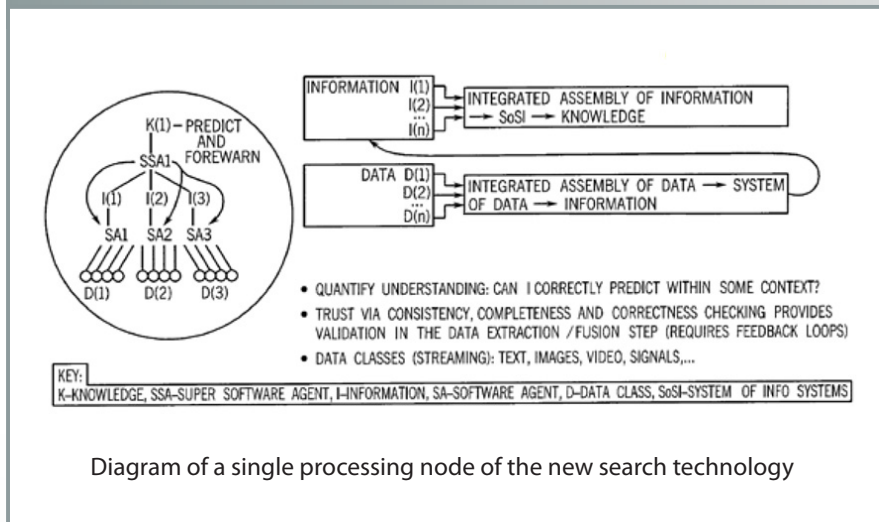 K(1)–PREDICT
AND
FOREWARN
SSA1
I(1) I(2) I(3)
SA1 SA2 SA3
D(1) D(2) D(3)
INFORMATION I(1)
I(2)
...
I(n)
INTEGRATED ASSEMBLY OF INFORMATION
→ SoSI → KNOWLEDGE
DATA D(1)
D(2)
...
D(n)
INTEGRATED ASSEMBLY OF DATA → SYSTEM
OF DATA → INFORMATION
• QUANTIFY UNDERSTANDING: CAN I CORRECTLY PREDICT WITHIN SOME CONTEXT?
• TRUST VIA CONSISTENCY, COMPLETENESS AND CORRECTNESS CHECKING PROVIDES
VALIDATION IN THE DATA EXTRACTION /FUSION STEP (REQUIRES FEEDBACK LOOPS)
• DATA CLASSES (STREAMING): TEXT, IMAGES, VIDEO, SIGNALS,...
KEY:
K–KNOWLEDGE, SSA–SUPER SOFTWARE AGENT, I–INFORMATION, SA–SOFTWARE AGENT, D–DATA CLASS, SoSI–SYSTEM OF INFO SYSTEMS
Diagram of a single processing node of the new search technology